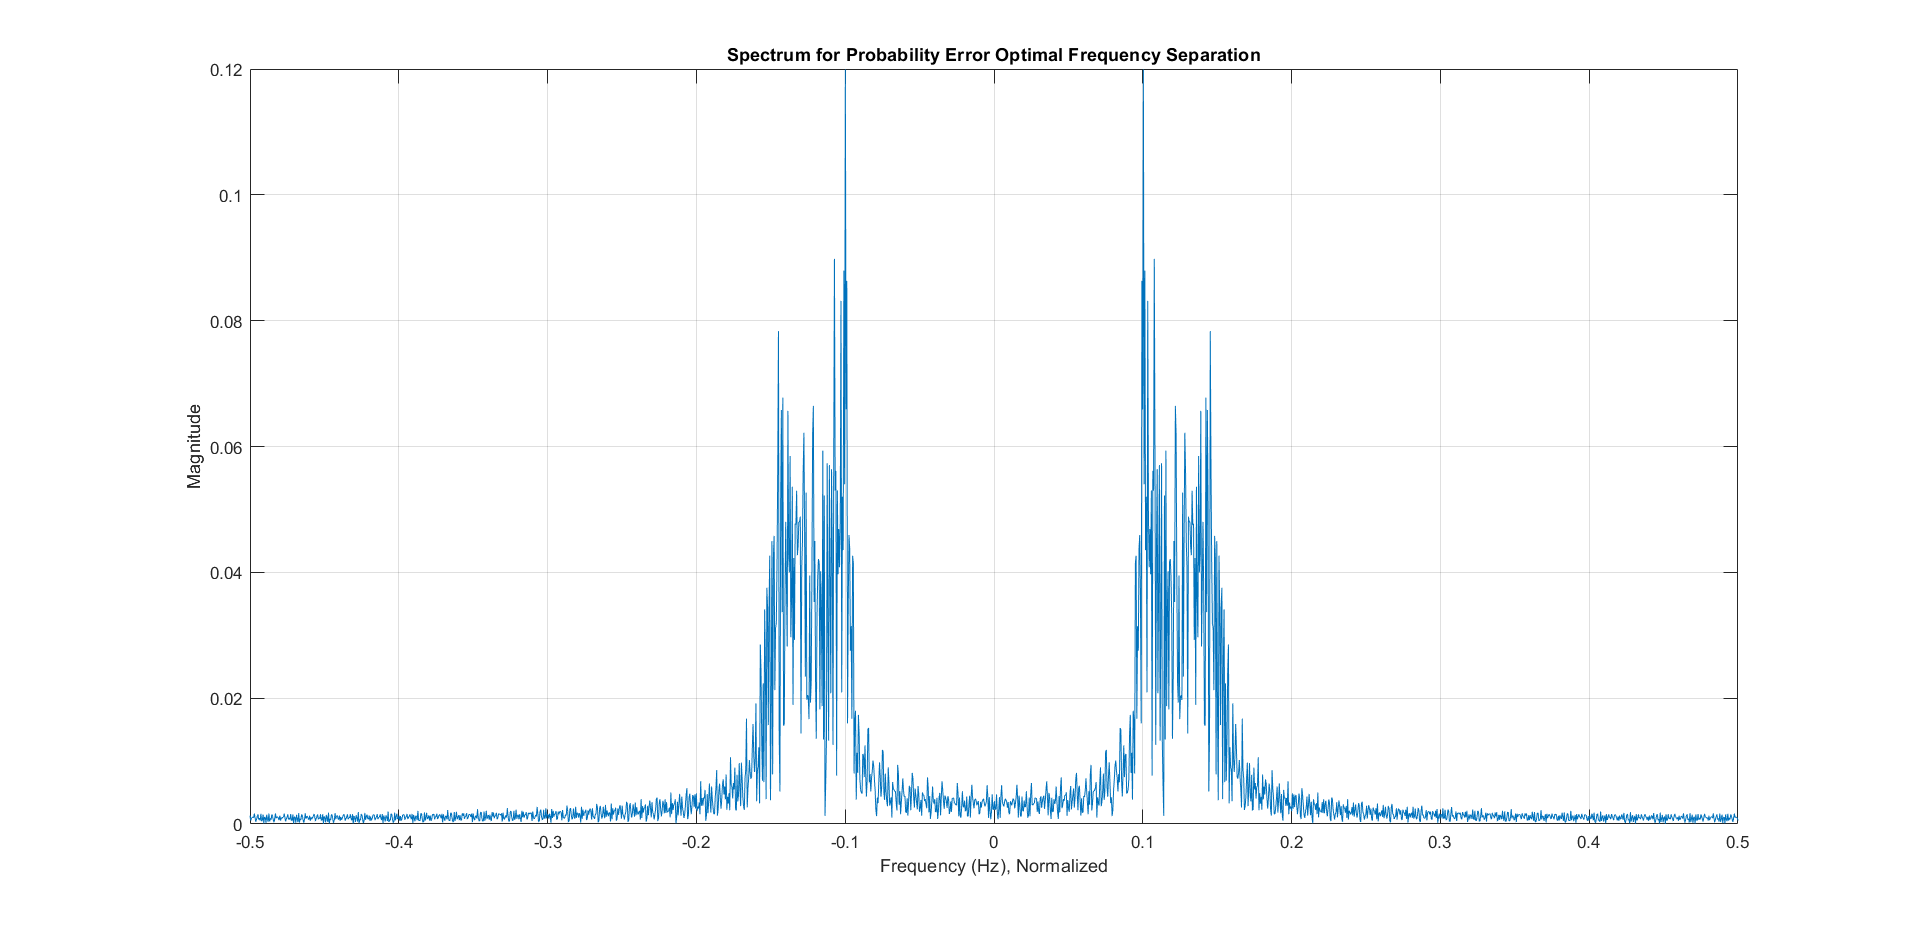 Spectrum for Probability Error Optimal Frequency Separation
0.12
0.1
0.08
0.06
0.04
0.02
0
Magnitude
-0.5 -0.4 -0.3 -0.2 -0.1 0 0.1 0.2 0.3 0.4 0.5
Frequency (Hz), Normalized